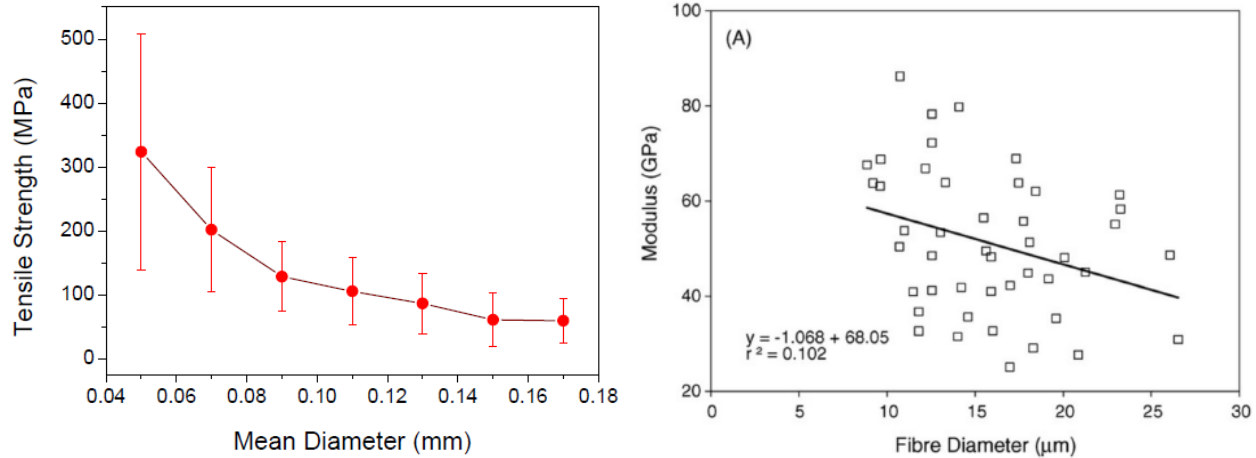 Tensile Strength (MPa)
500
400
300
200
100
0
0.04 0.06 0.08 0.10 0.12 0.14 0.16 0.18
Mean Diameter (mm)
(A)
Modulus (GPa)
100
80
60
40
20
y = -1.068 + 68.05
r² = 0.102
0 5 10 15 20 25 30
Fibre Diameter (μm)